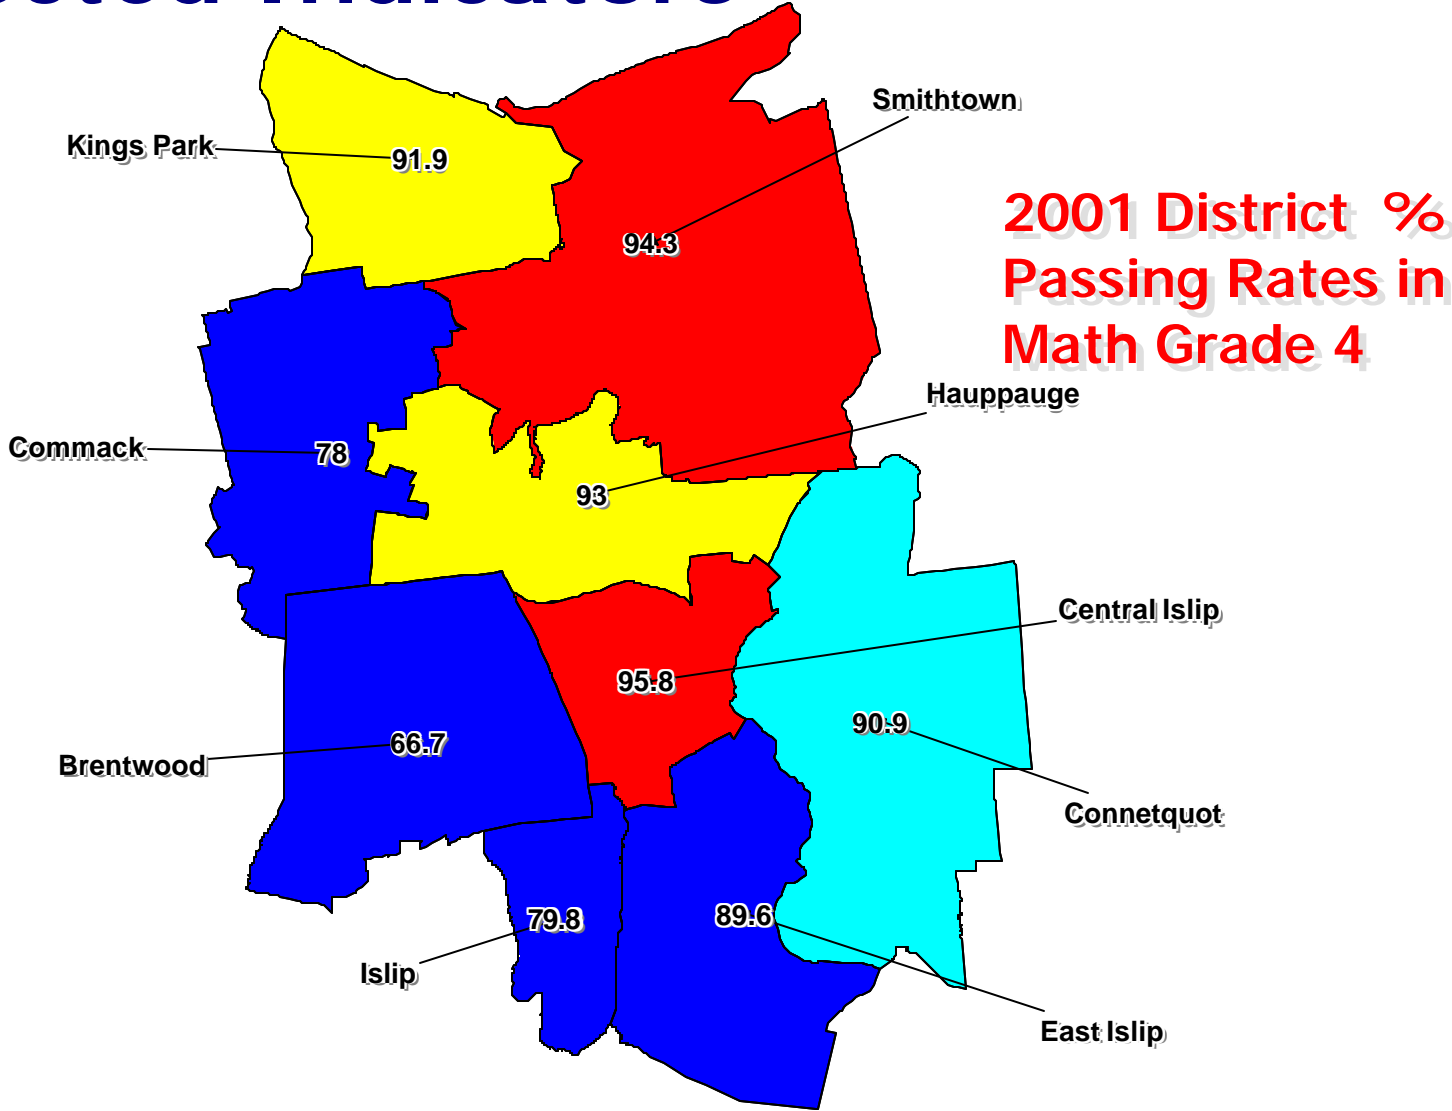 Indicators
Smithtown
Kings Park
91.9
2001 District %
94.3
Passing Rates in
Math Grade 4
Hauppauge
Commack
78
93
Central Islip
95.8
90.9
66.7
Brentwood
Connetquot
79.8
89.6
Islip
East Islip